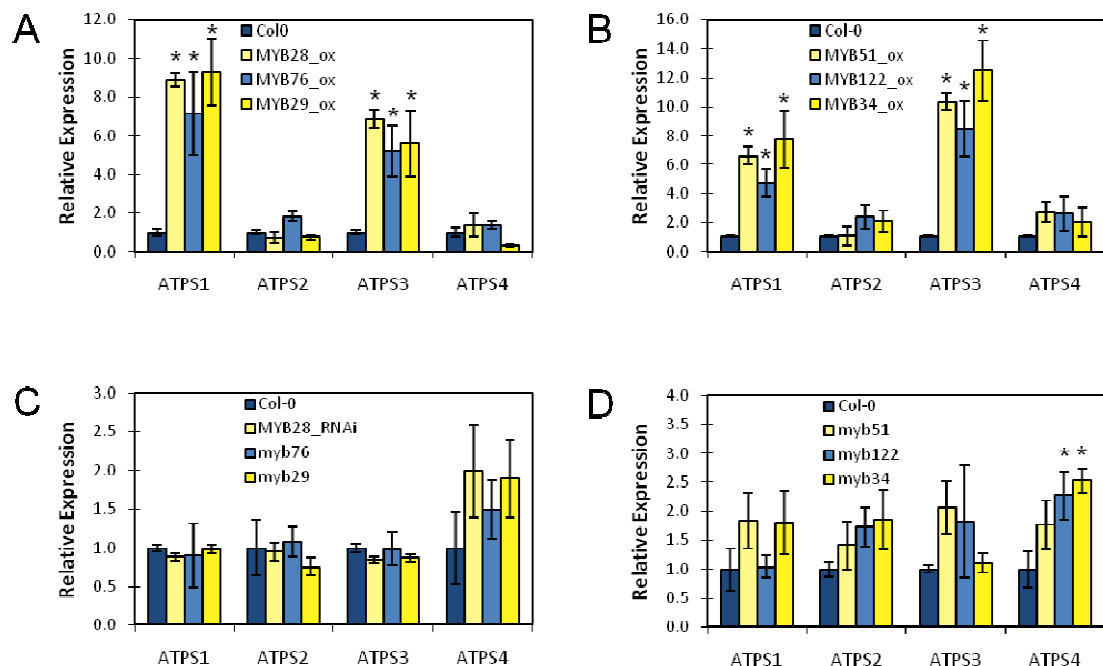 A
Relative Expression
12.0
10.0
8.0
6.0
4.0
2.0
0.0
Col0
MYB28_ox
MYB76_ox
MYB29_ox
* * *
* * *
ATPS1 ATPS2 ATPS3 ATPS4
B
Relative Expression
16.0
14.0
12.0
10.0
8.0
6.0
4.0
2.0
0.0
Col-0
MYB51_ox
MYB122_ox
MYB34_ox
* * *
* * *
ATPS1 ATPS2 ATPS3 ATPS4
C
Relative Expression
3.0
2.5
2.0
1.5
1.0
0.5
0.0
Col-0
MYB28_RNAi
myb76
myb29
ATPS1 ATPS2 ATPS3 ATPS4
D
Relative Expression
4.0
3.5
3.0
2.5
2.0
1.5
1.0
0.5
0.0
Col-0
myb51
myb122
myb34
* *
ATPS1 ATPS2 ATPS3 ATPS4